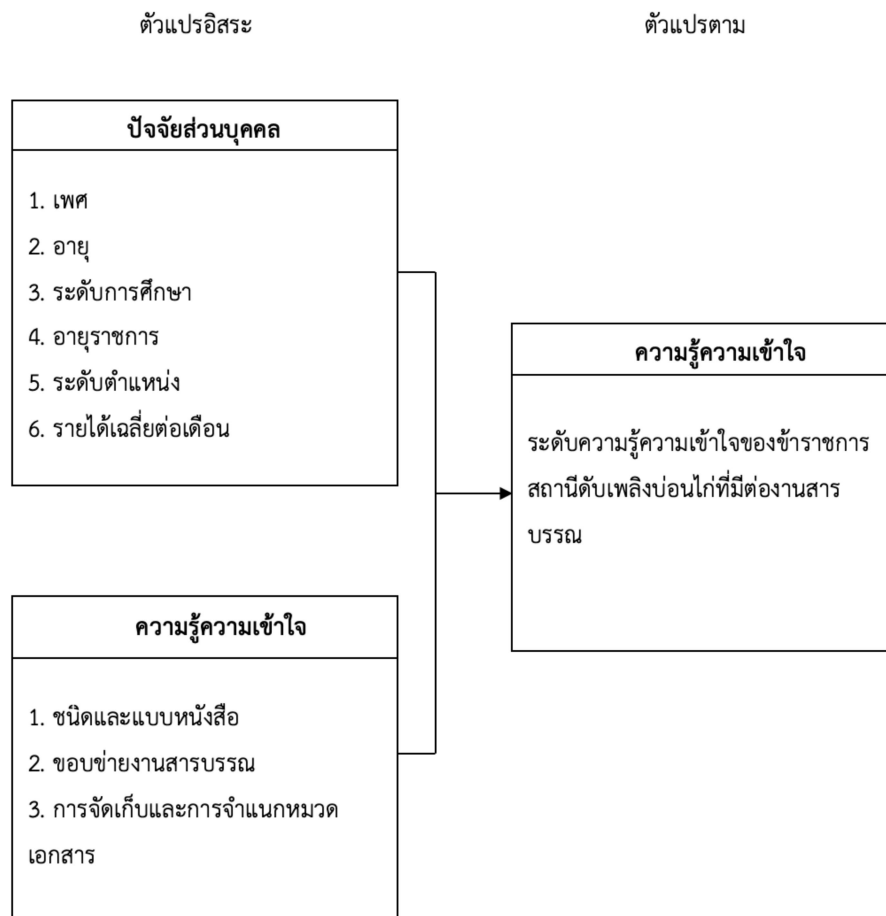 ตัวแปรอิสระ
ตัวแปรตาม
ปัจจัยส่วนบุคคล
1. เพศ
2. อายุ
3. ระดับการศึกษา
4. อายุราชการ
5. ระดับตำแหน่ง
6. รายได้เฉลี่ยต่อเดือน
ความรู้ความเข้าใจ
ระดับความรู้ความเข้าใจของข้าราชการ
สถานีดับเพลิงบ่อนไก่ที่มีต่องานสาร
บรรณ
ความรู้ความเข้าใจ
1. ชนิดและแบบหนังสือ
2. ขอบข่ายงานสารบรรณ
3. การจัดเก็บและการจำแนกหมวด
เอกสาร